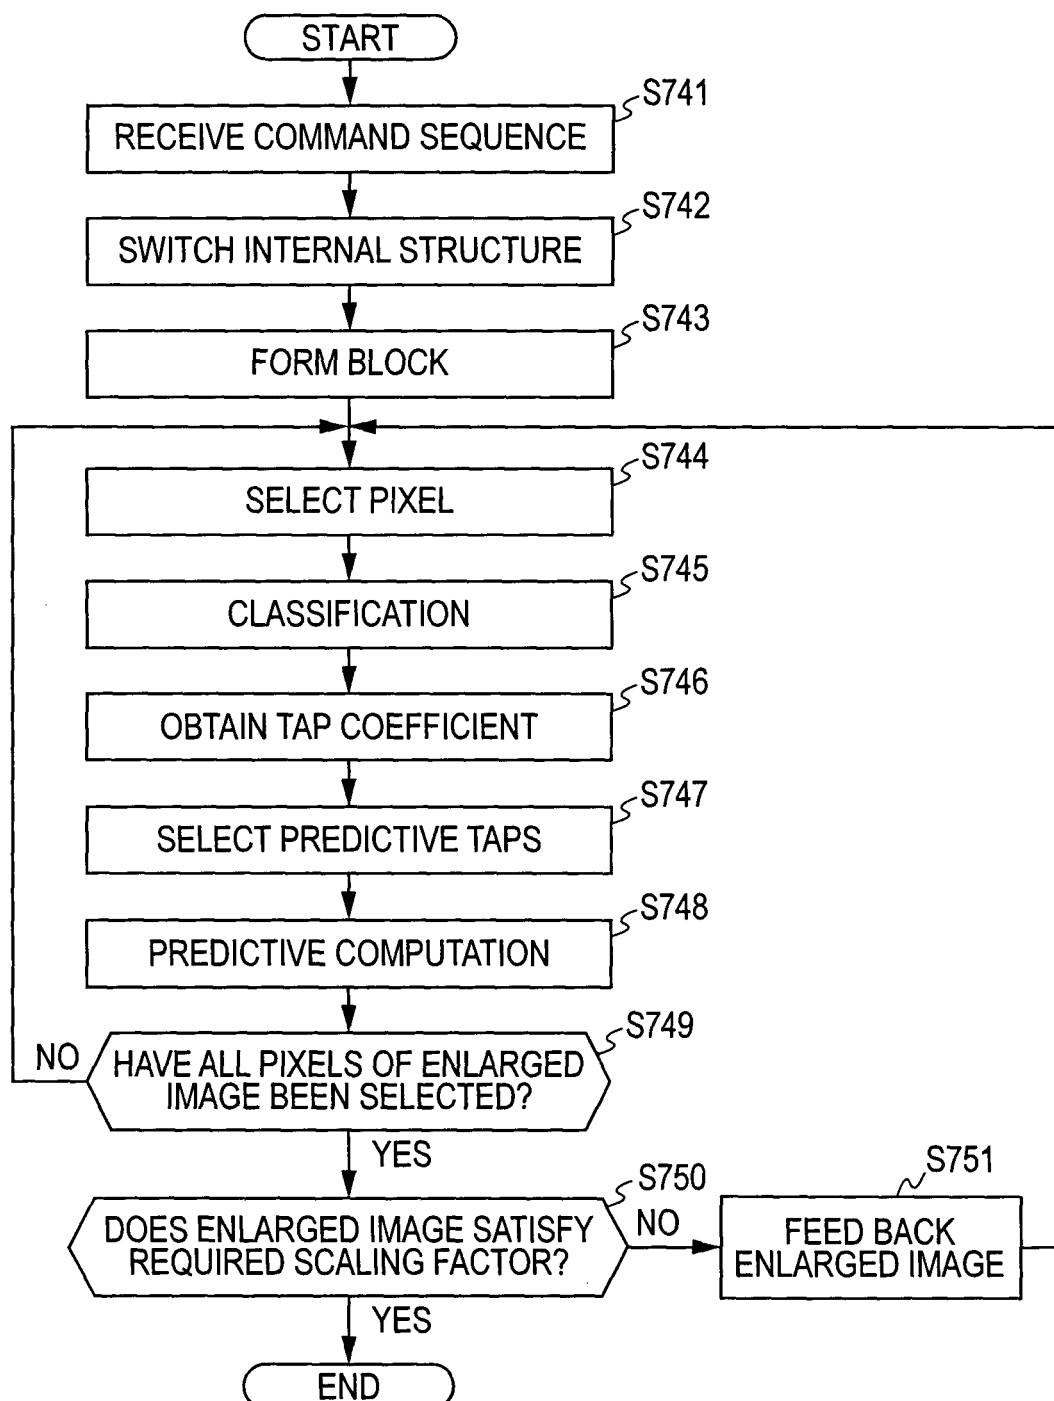 START
S741
RECEIVE COMMAND SEQUENCE
S742
SWITCH INTERNAL STRUCTURE
S743
FORM BLOCK
S744
SELECT PIXEL
S745
CLASSIFICATION
S746
OBTAIN TAP COEFFICIENT
S747
SELECT PREDICTIVE TAPS
S748
PREDICTIVE COMPUTATION
S749
NO
HAVE ALL PIXELS OF ENLARGED
IMAGE BEEN SELECTED?
YES
S750
DOES ENLARGED IMAGE SATISFY
REQUIRED SCALING FACTOR?
NO
S751
FEED BACK
ENLARGED IMAGE
YES
END